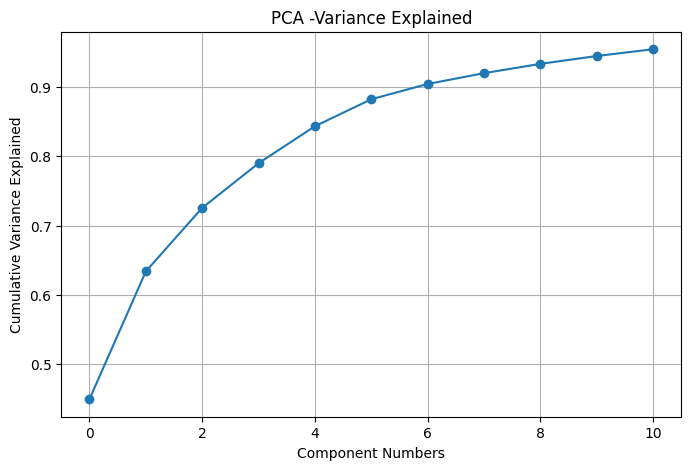 PCA -Variance Explained
Cumulative Variance Explained
0.9
0.8
0.7
0.6
0.5
0 2 4 6 8 10
Component Numbers